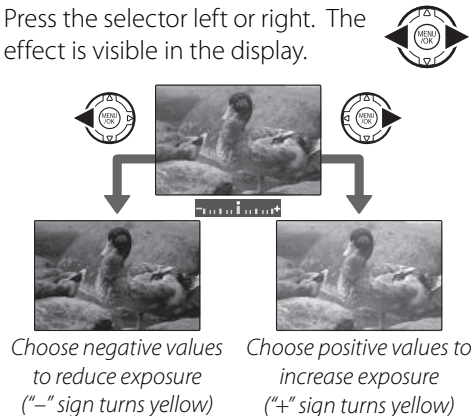 Press the selector left or right. The
effect is visible in the display.
MENU
/OK
MENU
/OK
MENU
/OK
– +
Choose negative values
to reduce exposure
(“–” sign turns yellow)
Choose positive values to
increase exposure
(“+” sign turns yellow)